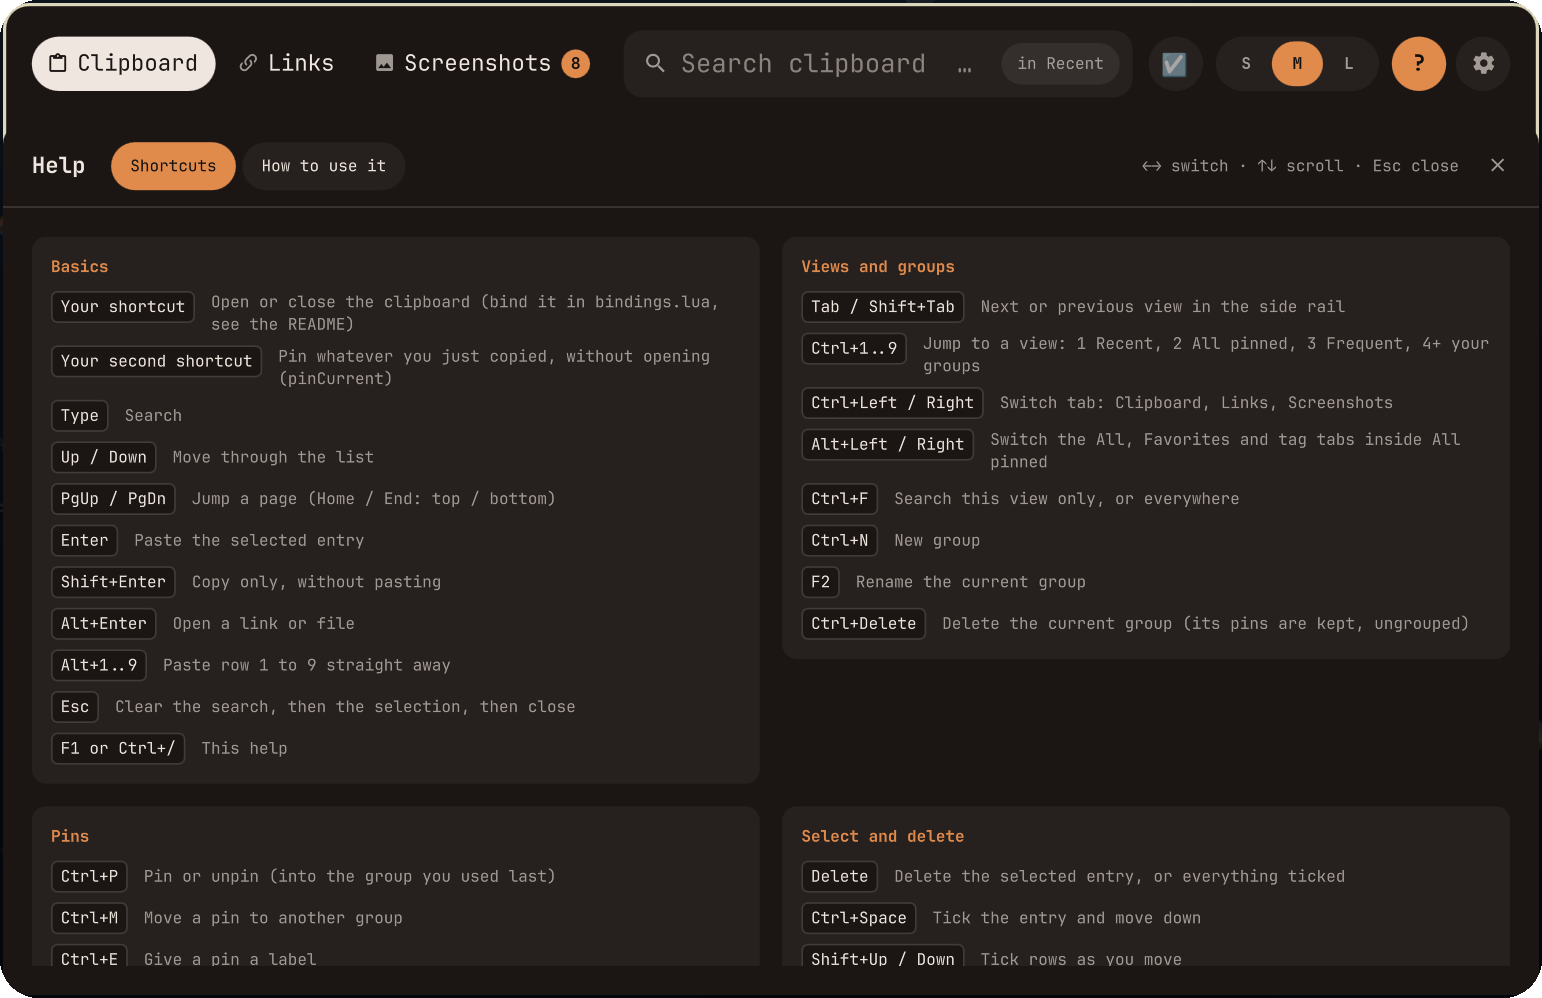 Clipboard Links Screenshots 8 Search clipboard … in Recent S M L ?
Help Shortcuts How to use it ↔ switch · ↑↓ scroll · Esc close ×
Basics
Your shortcut Open or close the clipboard (bind it in bindings.lua,
see the README)
Your second shortcut Pin whatever you just copied, without opening
(pinCurrent)
Type Search
Up / Down Move through the list
PgUp / PgDn Jump a page (Home / End: top / bottom)
Enter Paste the selected entry
Shift+Enter Copy only, without pasting
Alt+Enter Open a link or file
Alt+1..9 Paste row 1 to 9 straight away
Esc Clear the search, then the selection, then close
F1 or Ctrl+/ This help
Views and groups
Tab / Shift+Tab Next or previous view in the side rail
Ctrl+1..9 Jump to a view: 1 Recent, 2 All pinned, 3 Frequent, 4+ your
groups
Ctrl+Left / Right Switch tab: Clipboard, Links, Screenshots
Alt+Left / Right Switch the All, Favorites and tag tabs inside All
pinned
Ctrl+F Search this view only, or everywhere
Ctrl+N New group
F2 Rename the current group
Ctrl+Delete Delete the current group (its pins are kept, ungrouped)
Pins
Ctrl+P Pin or unpin (into the group you used last)
Ctrl+M Move a pin to another group
Ctrl+E Give a pin a label
Select and delete
Delete Delete the selected entry, or everything ticked
Ctrl+Space Tick the entry and move down
Shift+Up / Down Tick rows as you move